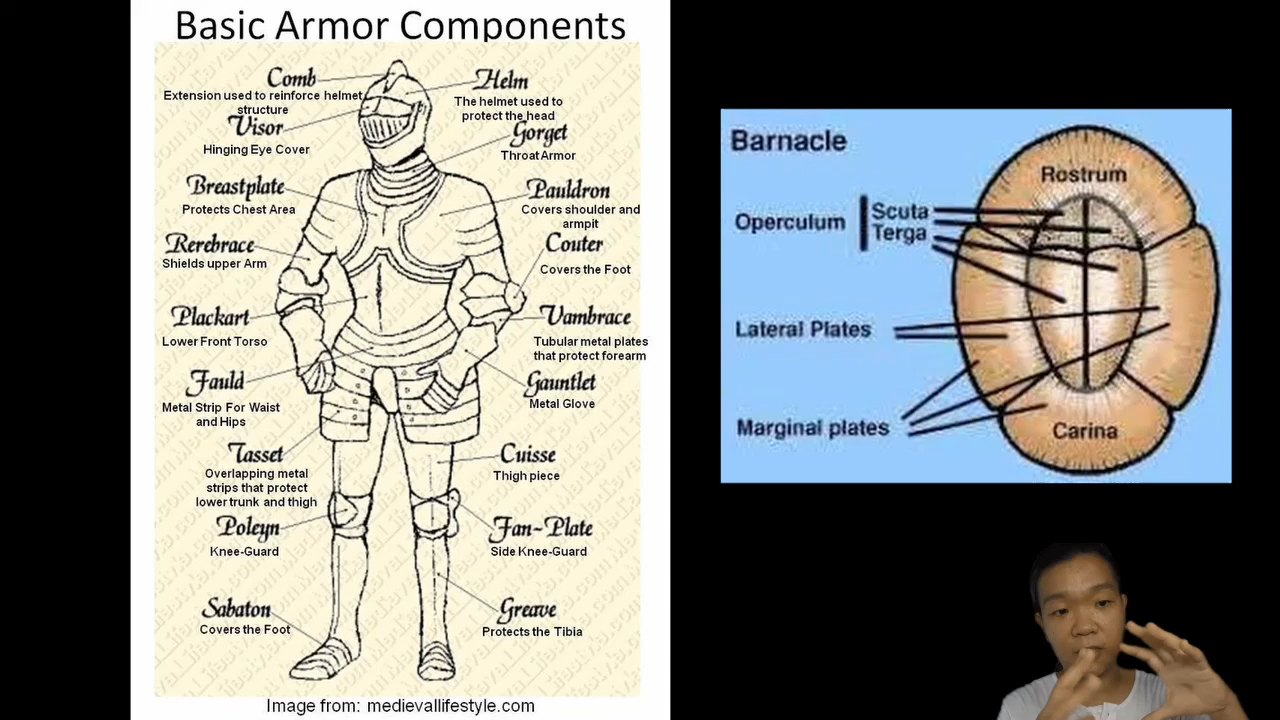 Basic Armor Components
Comb
Extension used to reinforce helmet
structure
Visor
Hinging Eye Cover
Breastplate
Protects Chest Area
Rerebrace
Shields upper Arm
Plackart
Lower Front Torso
Fauld
Metal Strip For Waist
and Hips
Tasset
Overlapping metal
strips that protect
lower trunk and thigh
Poleyn
Knee-Guard
Sabaton
Covers the Foot
Helm
The helmet used to
protect the head
Gorget
Throat Armor
Pauldron
Covers shoulder and
armpit
Couter
Covers the Foot
Vambrace
Tubular metal plates
that protect forearm
Gauntlet
Metal Glove
Cuisse
Thigh piece
Fan-Plate
Side Knee-Guard
Greave
Protects the Tibia
Image from: medievallifestyle.com
Barnacle
Rostrum
Operculum
Scuta
Terga
Lateral Plates
Marginal plates
Carina